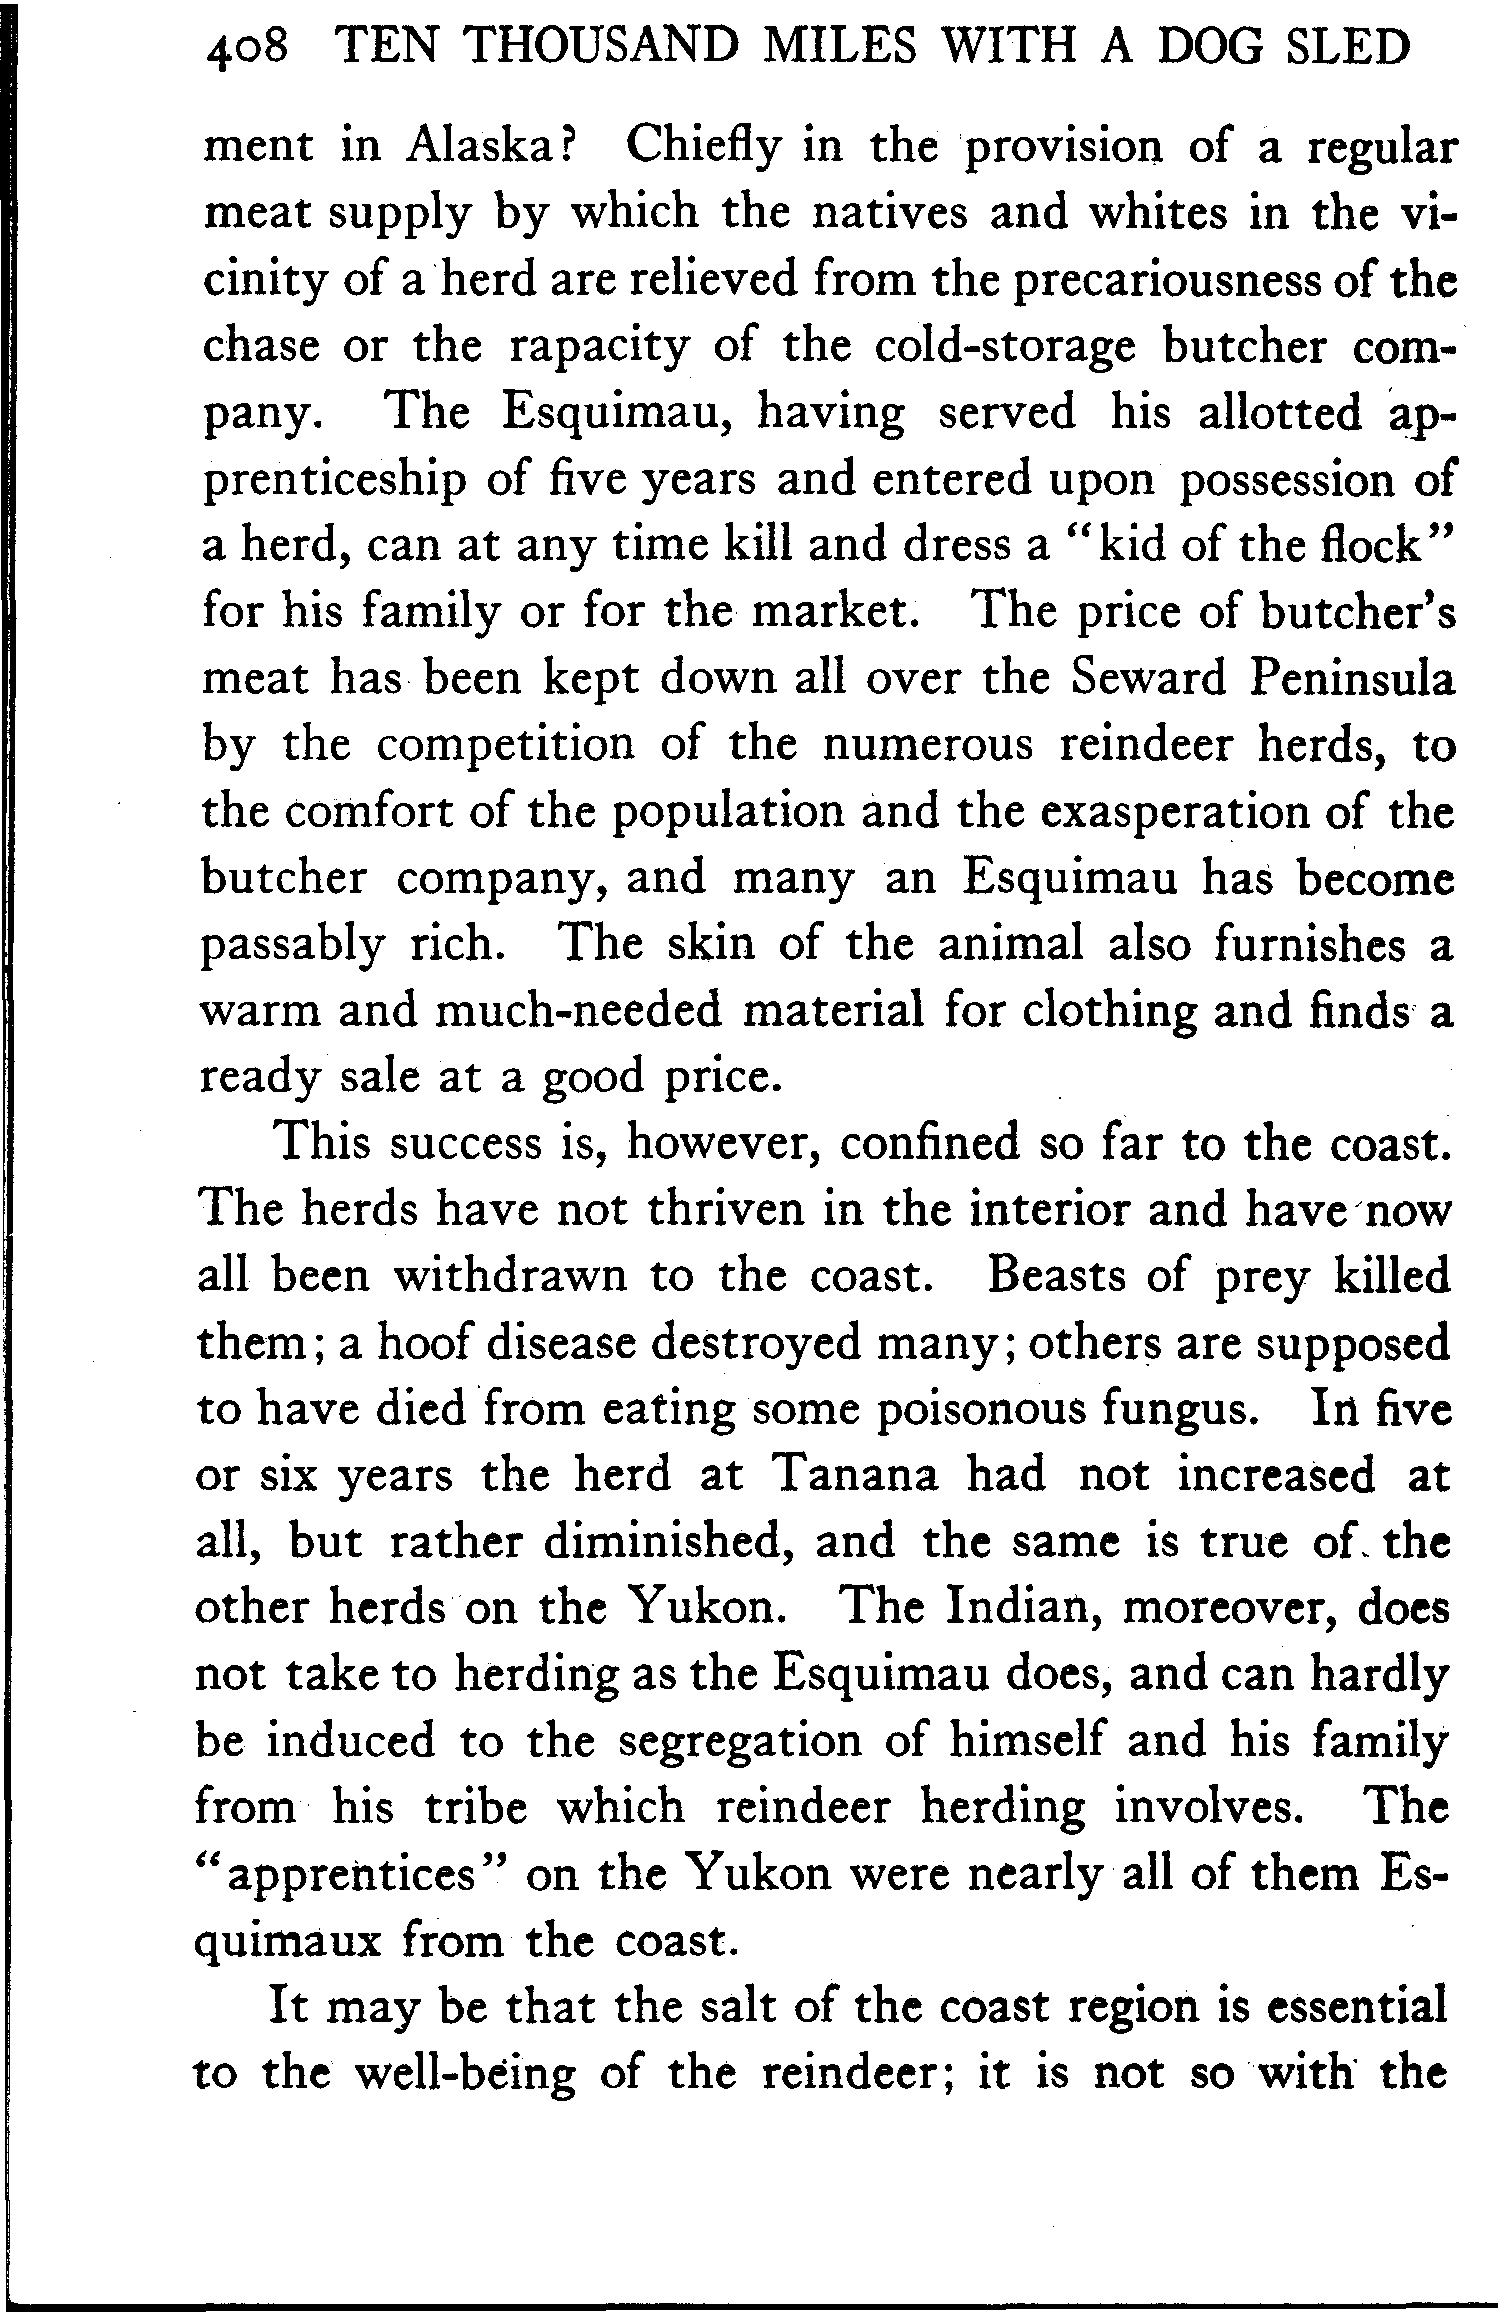 408 TEN THOUSAND MILES WITH A DOG SLED
ment in Alaska? Chiefly in the provision of a regular
meat supply by which the natives and whites in the vi-
cinity of a herd are relieved from the precariousness of the
chase or the rapacity of the cold-storage butcher com-
pany. The Esquimau, having served his allotted ap-
prenticeship of five years and entered upon possession of
a herd, can at any time kill and dress a "kid of the flock"
for his family or for the market. The price of butcher's
meat has been kept down all over the Seward Peninsula
by the competition of the numerous reindeer herds, to
the comfort of the population and the exasperation of the
butcher company, and many an Esquimau has become
passably rich. The skin of the animal also furnishes a
warm and much-needed material for clothing and finds a
ready sale at a good price.
This success is, however, confined so far to the coast.
The herds have not thriven in the interior and have now
all been withdrawn to the coast. Beasts of prey killed
them; a hoof disease destroyed many; others are supposed
to have died from eating some poisonous fungus. In five
or six years the herd at Tanana had not increased at
all, but rather diminished, and the same is true of the
other herds on the Yukon. The Indian, moreover, does
not take to herding as the Esquimau does, and can hardly
be induced to the segregation of himself and his family
from his tribe which reindeer herding involves. The
"apprentices" on the Yukon were nearly all of them Es-
quimaux from the coast.
It may be that the salt of the coast region is essential
to the well-being of the reindeer; it is not so with the